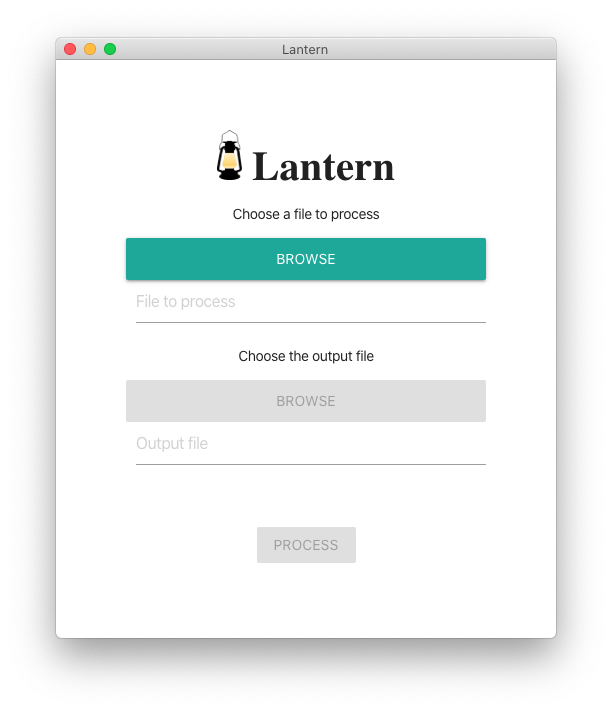 Lantern
Lantern
Choose a file to process
BROWSE
File to process
Choose the output file
BROWSE
Output file
PROCESS